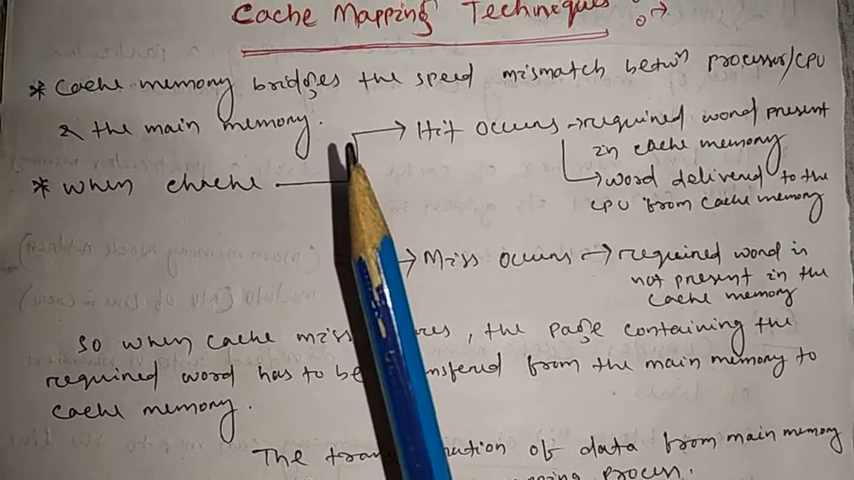 Cache Mapping Techniques
* Cache memory bridges the speed mismatch betwn processor/CPU
& the main memory.
→ Hit occurs → required word present
in cache memory
→ word delivered to the
CPU from cache memory
* When chache
→ Miss occurs → required word is
not present in the
cache memory
So when cache miss, the page containing the
required word has to be from the main memory to
cache memory.
The of data from main memory
process.